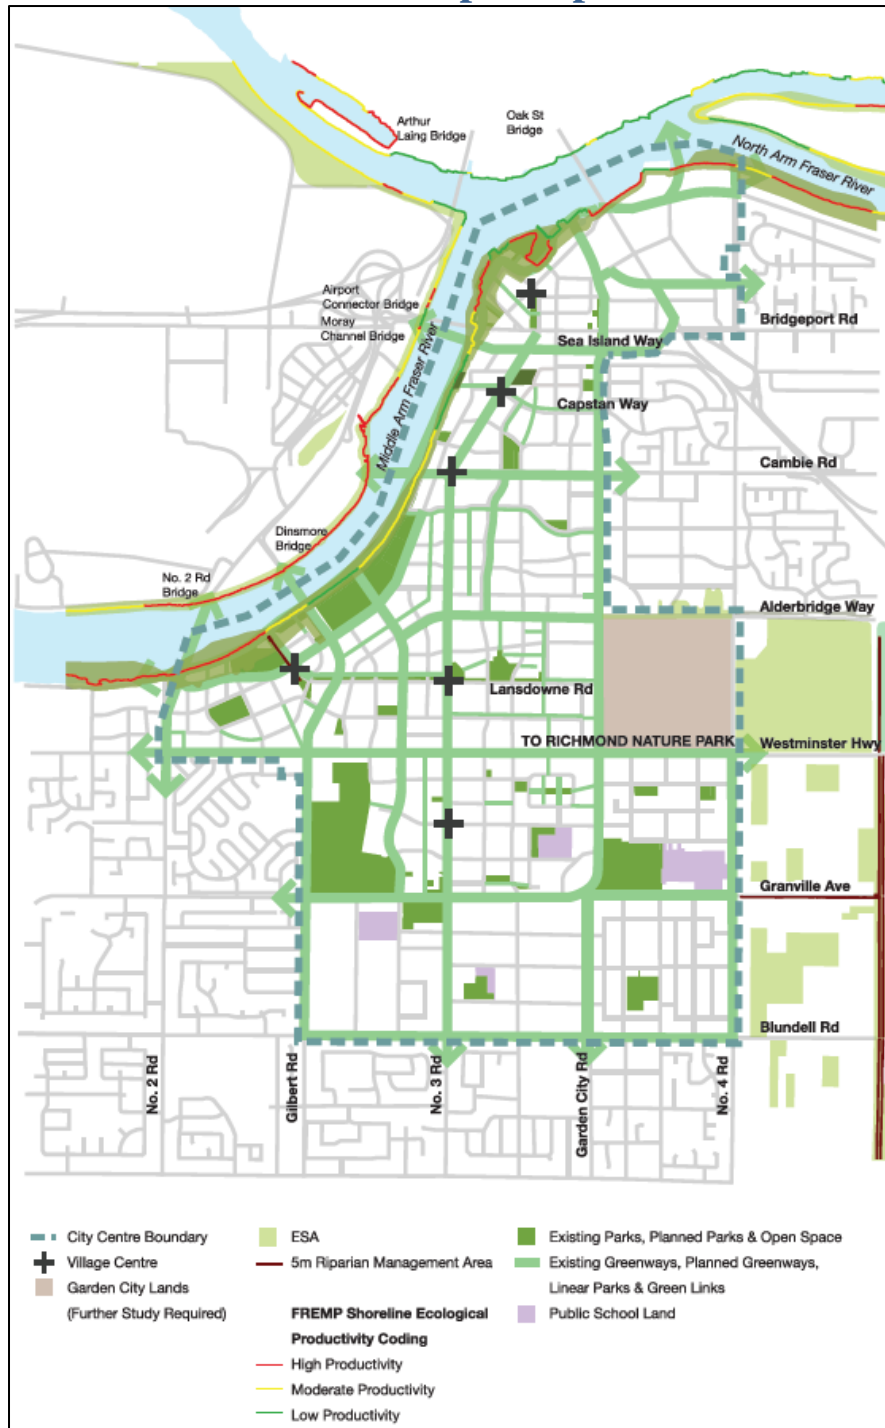 Arthur
Laing Bridge
Oak St
Bridge
North Arm Fraser River
Airport
Connector Bridge
Moray
Channel Bridge
Middle Arm Fraser River
Bridgeport Rd
Sea Island Way
Capstan Way
Cambie Rd
Dinsmore
Bridge
No. 2 Rd
Bridge
Alderbridge Way
Lansdowne Rd
TO RICHMOND NATURE PARK
Westminster Hwy
Granville Ave
Blundell Rd
No. 2 Rd
Gilbert Rd
No. 3 Rd
Garden City Rd
No. 4 Rd
City Centre Boundary
Village Centre
Garden City Lands
(Further Study Required)
ESA
5m Riparian Management Area
FREMP Shoreline Ecological
Productivity Coding
High Productivity
Moderate Productivity
Low Productivity
Existing Parks, Planned Parks & Open Space
Existing Greenways, Planned Greenways,
Linear Parks & Green Links
Public School Land